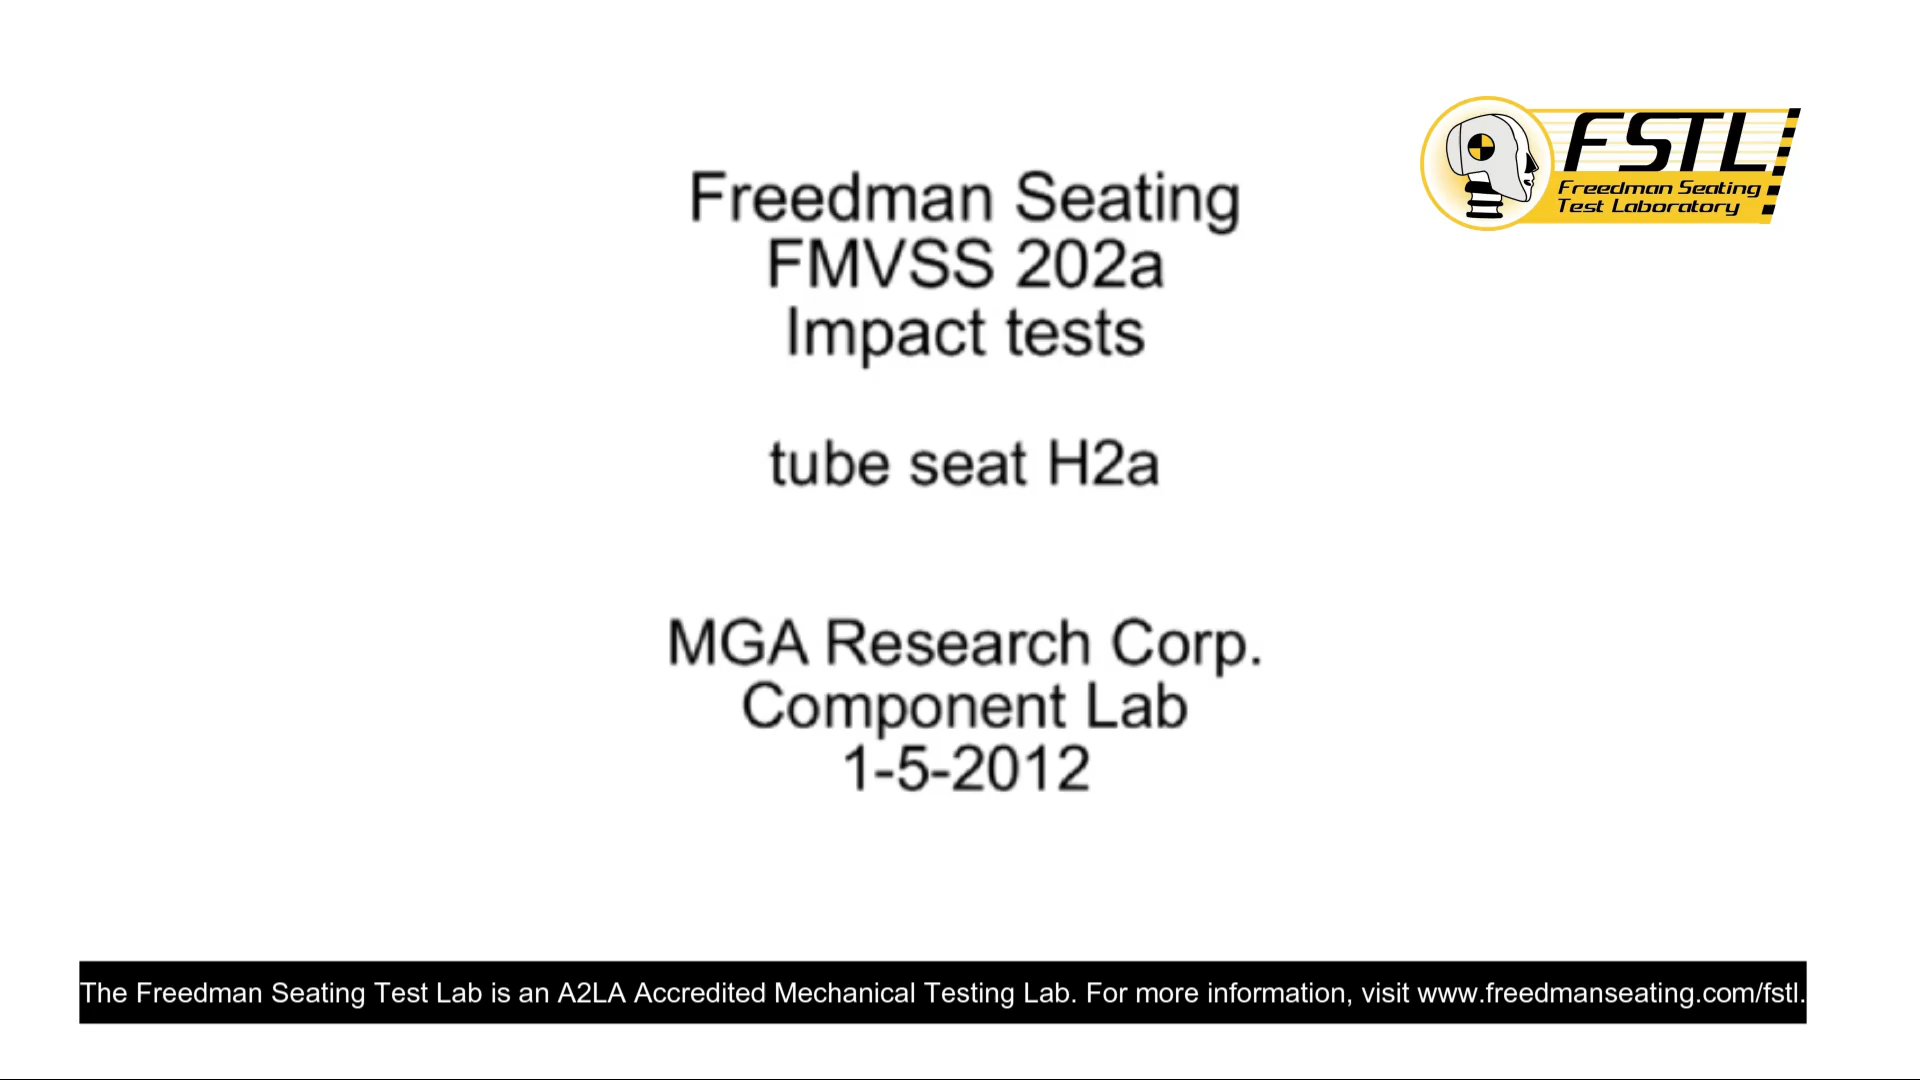 FSTL
Freedman Seating
Test Laboratory
Freedman Seating
FMVSS 202a
Impact tests
tube seat H2a
MGA Research Corp.
Component Lab
1-5-2012
The Freedman Seating Test Lab is an A2LA Accredited Mechanical Testing Lab. For more information, visit www.freedmanseating.com/fstl.